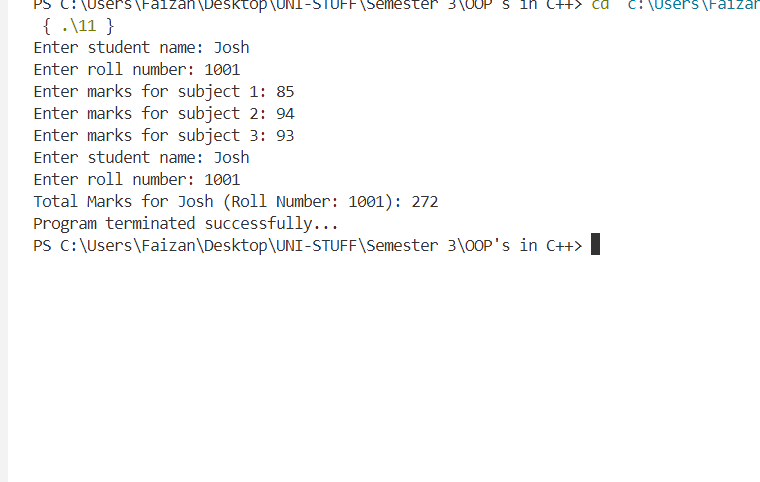 PS C:\Users\Faizan\Desktop\UNI-STUFF\Semester 3\OOP's in C++> cd  c:\Users\Faizan
 { .\11 }
Enter student name: Josh
Enter roll number: 1001
Enter marks for subject 1: 85
Enter marks for subject 2: 94
Enter marks for subject 3: 93
Enter student name: Josh
Enter roll number: 1001
Total Marks for Josh (Roll Number: 1001): 272
Program terminated successfully...
PS C:\Users\Faizan\Desktop\UNI-STUFF\Semester 3\OOP's in C++>